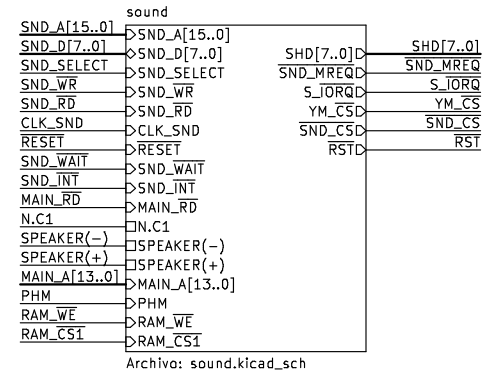 sound
SND_A[15..0] SND_A[15..0]
SND_D[7..0] SND_D[7..0] SHD[7..0] SHD[7..0]
SND_SELECT SND_SELECT SND_MREQ SND_MREQ
SND_WR SND_WR S_IORQ S_IORQ
SND_RD SND_RD YM_CS YM_CS
CLK_SND CLK_SND SND_CS SND_CS
RESET RESET RST RST
SND_WAIT SND_WAIT
SND_INT SND_INT
MAIN_RD MAIN_RD
N.C1 N.C1
SPEAKER(-) SPEAKER(-)
SPEAKER(+) SPEAKER(+)
MAIN_A[13..0] MAIN_A[13..0]
PHM PHM
RAM_WE RAM_WE
RAM_CS1 RAM_CS1
Archivo: sound.kicad_sch